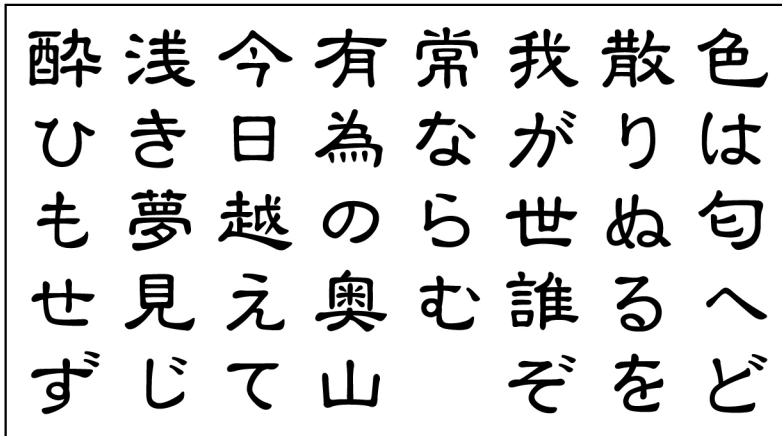 色は匂へど
散りぬるを
我が世誰ぞ
常ならむ
有為の奥山
今日越えて
浅き夢見じ
酔ひもせず